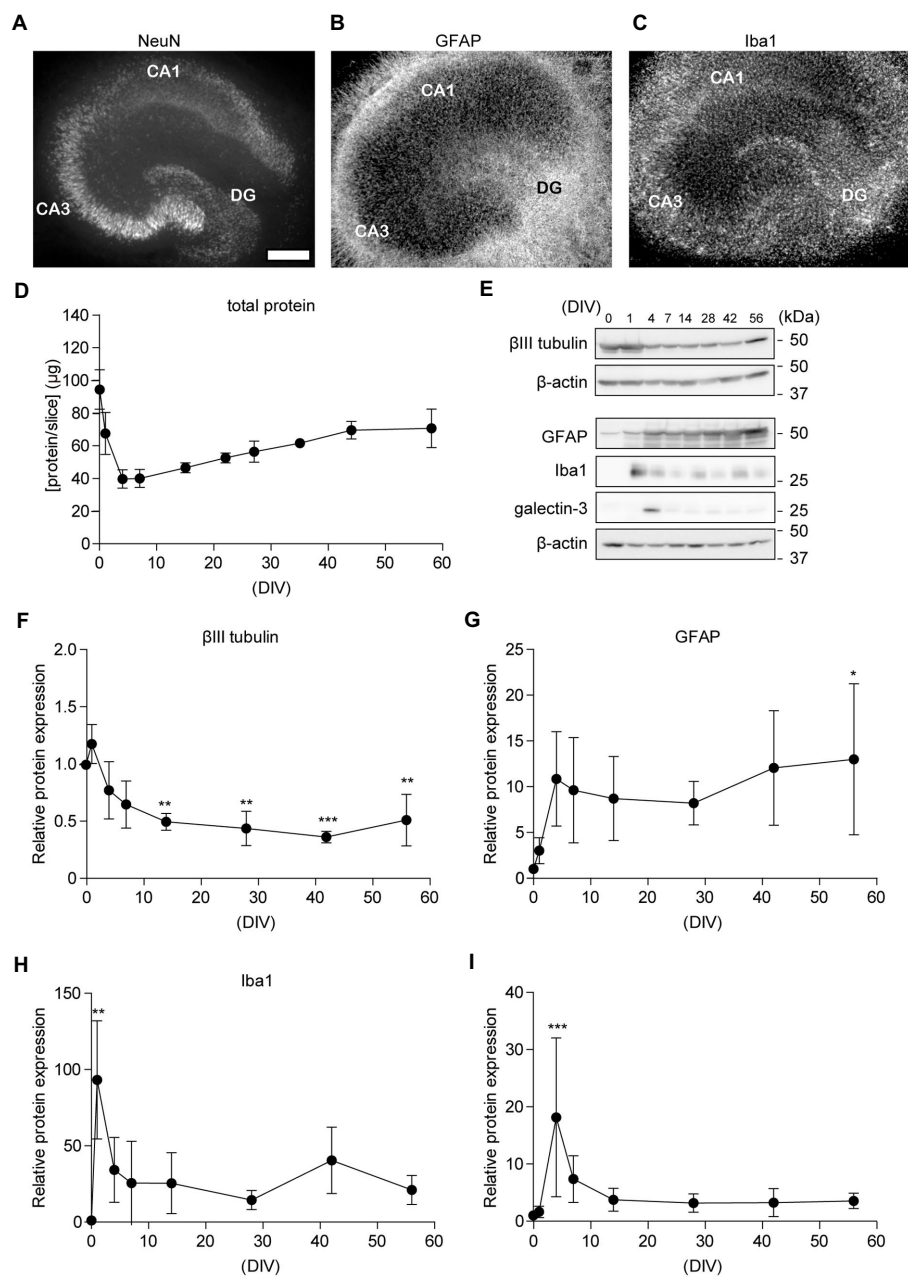 A
NeuN
CA1
CA3
DG
B
GFAP
CA1
CA3
DG
C
Iba1
CA1
CA3
DG
D
total protein
[protein/slice] (µg)
140
120
100
80
60
40
20
0
0 10 20 30 40 50 60
(DIV)
E
(DIV) 0 1 4 7 14 28 42 56 (kDa)
βIII tubulin
50
β-actin
37
GFAP
50
Iba1
25
galectin-3
25
50
β-actin
37
F
βIII tubulin
Relative protein expression
2.0
1.5
1.0
0.5
0
** ** *** **
0 10 20 30 40 50 60
(DIV)
G
GFAP
Relative protein expression
25
20
15
10
5
0
*
0 10 20 30 40 50 60
(DIV)
H
Iba1
Relative protein expression
150
100
50
0
**
0 20 40 60
(DIV)
I
Relative protein expression
40
30
20
10
0
***
0 10 20 30 40 50 60
(DIV)